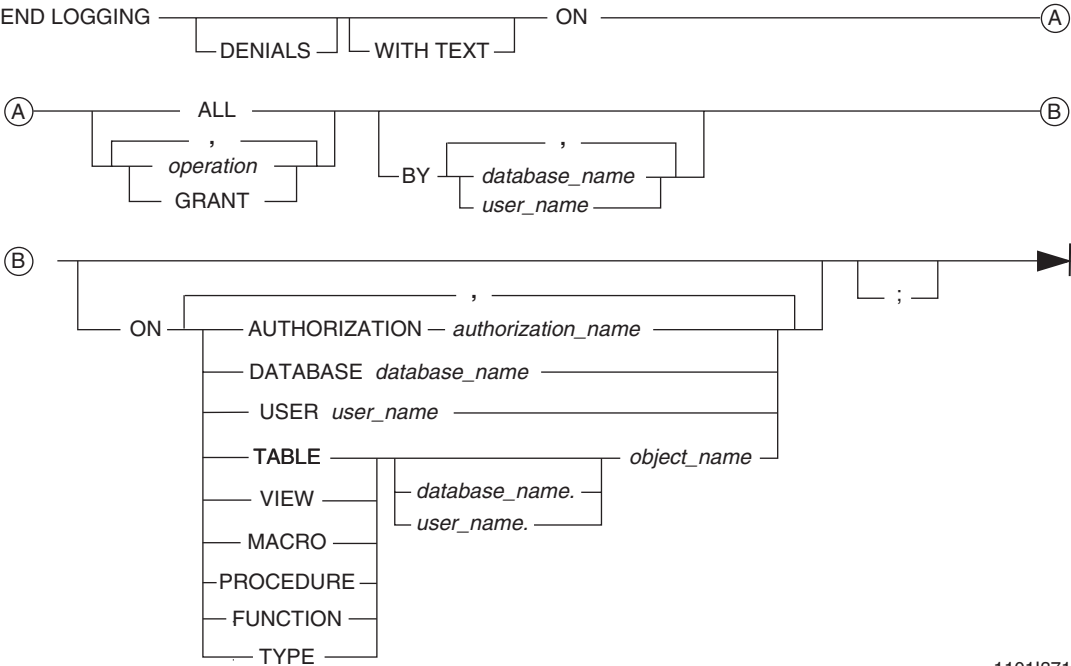 END LOGGING ON A
DENIALS WITH TEXT
A ALL B
, ,
operation BY database_name
GRANT user_name
B
, ;
ON AUTHORIZATION authorization_name
DATABASE database_name
USER user_name
TABLE object_name
VIEW database_name.
user_name.
MACRO
PROCEDURE
FUNCTION
TYPE